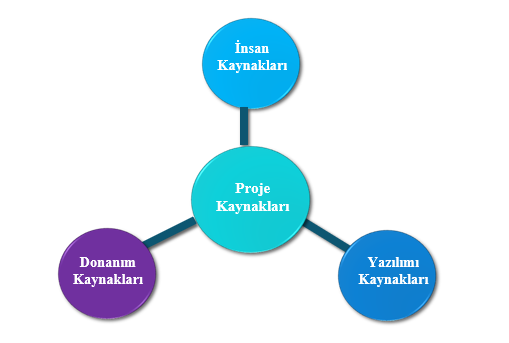 İnsan
Kaynakları
Proje
Kaynakları
Donanım
Kaynakları
Yazılımı
Kaynakları